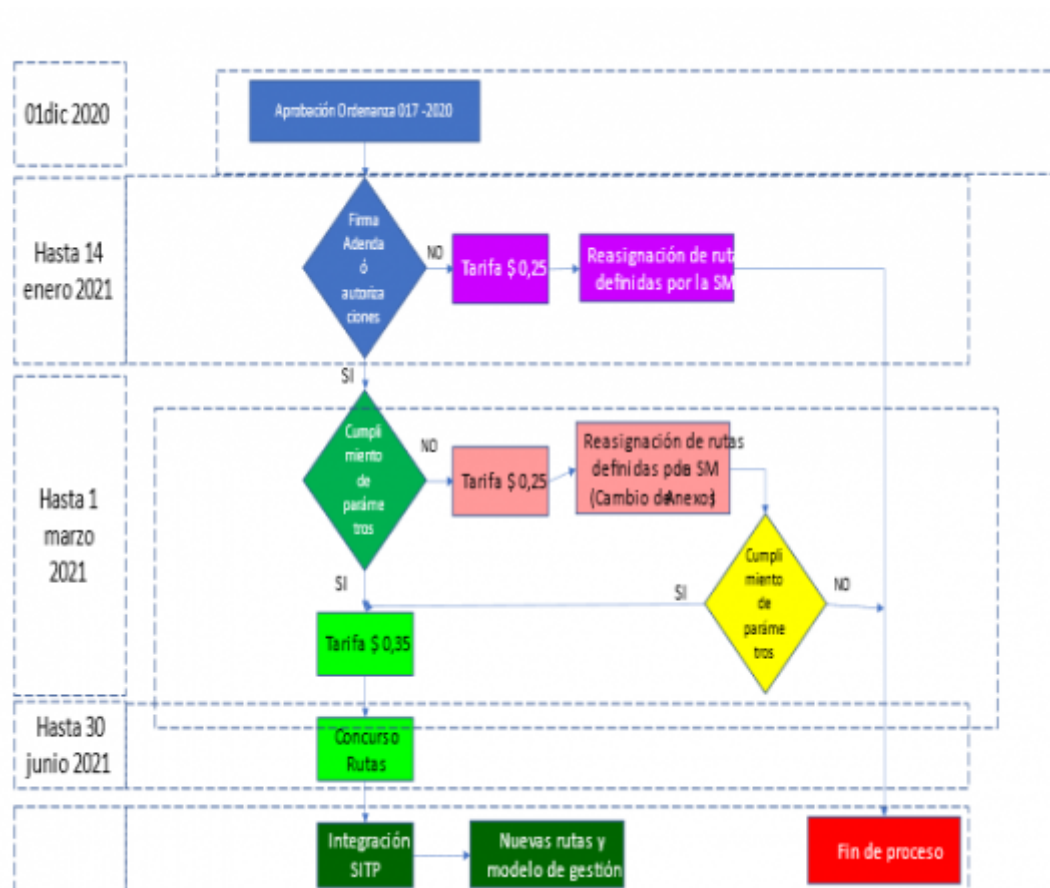 01dic 2020
Aprobación Ordenanza 017 -2020
Hasta 14
enero 2021
Firma
Adenda
ó
autoriza
ciones
NO
Tarifa $ 0,25
Reasignación de ruta
definidas por la SM
SI
Hasta 1
marzo
2021
Cumpli
miento
de
paráme
tros
NO
Tarifa $ 0,25
Reasignación de rutas
definidas SM
(Cambio
Cumpli
miento
de
paráme
tros
SI
NO
SI
Tarifa $ 0,35
Hasta 30
junio 2021
Concurso
Rutas
Integración
SITP
Nuevas rutas y
modelo de gestión
Fin de proceso